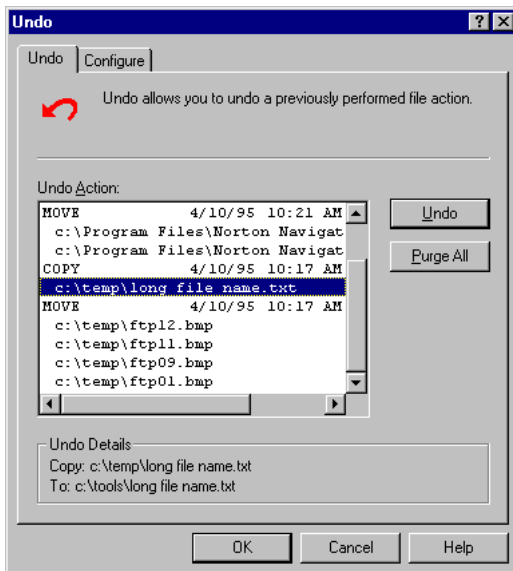 Undo
Undo Configure
Undo allows you to undo a previously performed file action.
Undo Action:
MOVE 4/10/95 10:21 AM
c:\Program Files\Norton Navigat
c:\Program Files\Norton Navigat
COPY 4/10/95 10:17 AM
c:\temp\long file name.txt
MOVE 4/10/95 10:17 AM
c:\temp\ftp12.bmp
c:\temp\ftp11.bmp
c:\temp\ftp09.bmp
c:\temp\ftp01.bmp
Undo
Purge All
Undo Details
Copy: c:\temp\long file name.txt
To: c:\tools\long file name.txt
OK Cancel Help